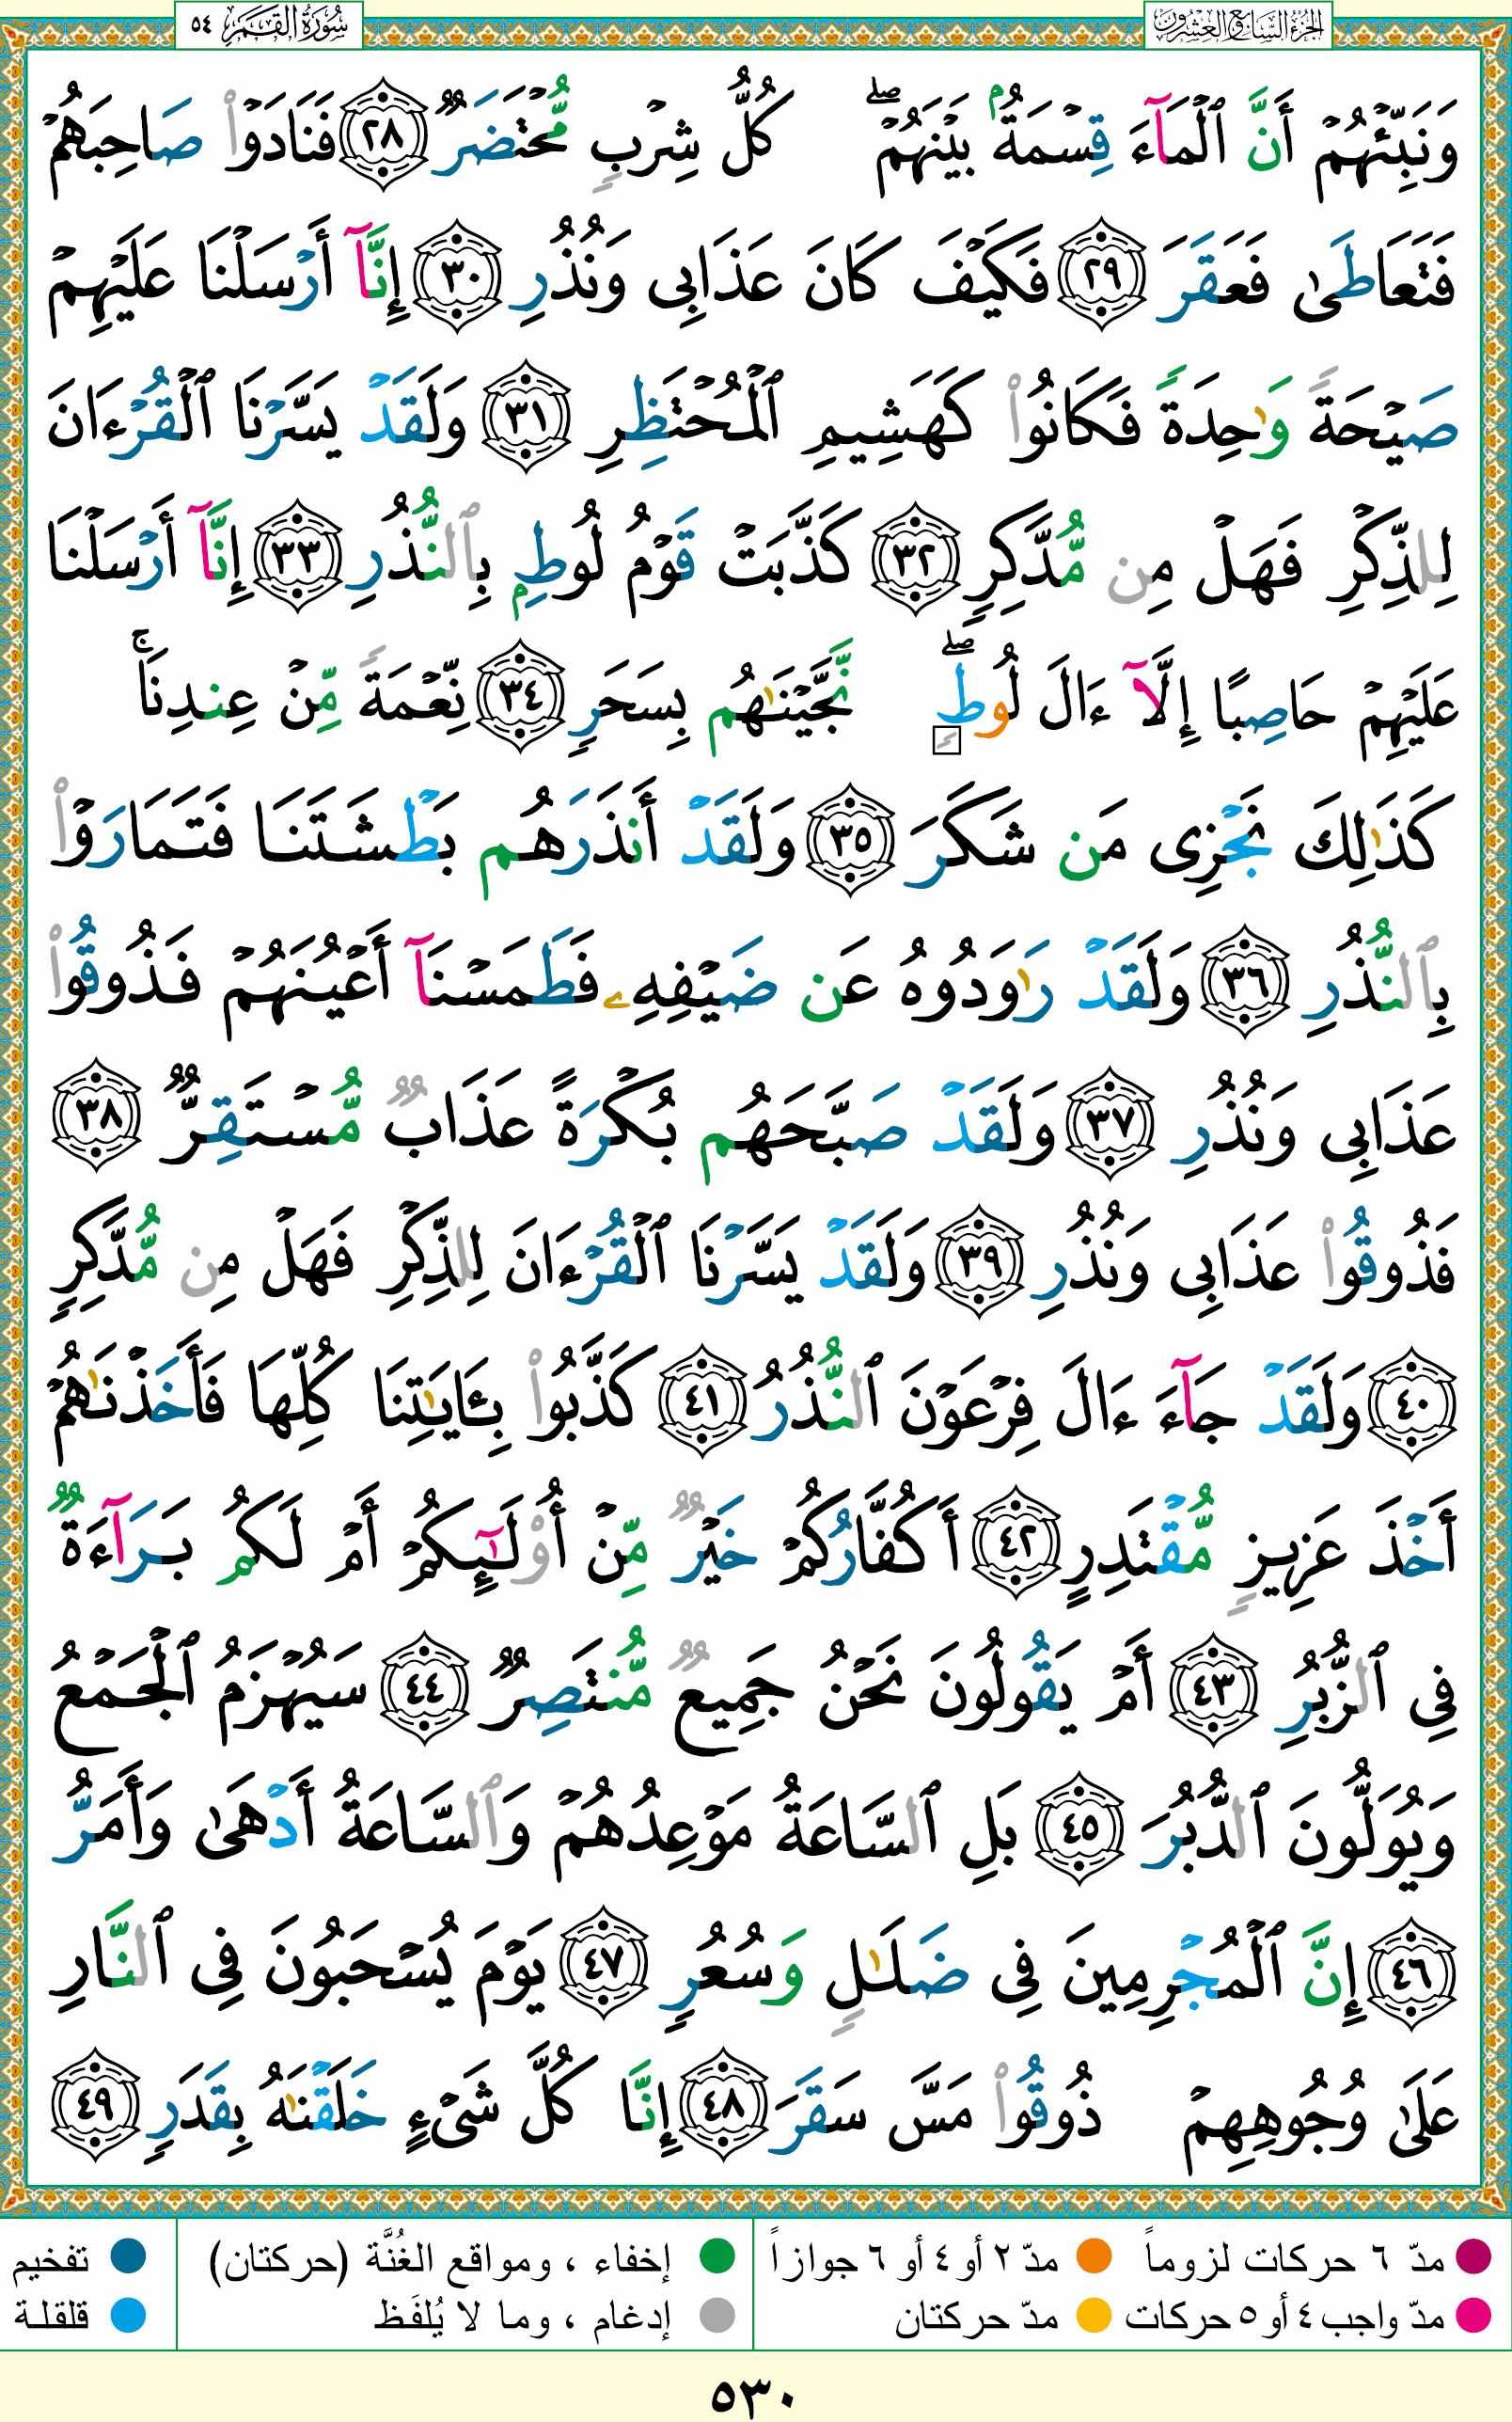 الجزء السابع والعشرون
سُورَةُ القَمَرِ ٥٤
وَنَبِّئۡهُمۡ أَنَّ ٱلۡمَآءَ قِسۡمَةُۢ بَيۡنَهُمۡۖ كُلُّ شِرۡبٖ مُّحۡتَضَرٞ ٢٨ فَنَادَوۡاْ صَاحِبَهُمۡ
فَتَعَاطَىٰ فَعَقَرَ ٢٩ فَكَيۡفَ كَانَ عَذَابِي وَنُذُرِ ٣٠ إِنَّآ أَرۡسَلۡنَا عَلَيۡهِمۡ
صَيۡحَةٗ وَٰحِدَةٗ فَكَانُواْ كَهَشِيمِ ٱلۡمُحۡتَظِرِ ٣١ وَلَقَدۡ يَسَّرۡنَا ٱلۡقُرۡءَانَ
لِلذِّكۡرِ فَهَلۡ مِن مُّدَّكِرٖ ٣٢ كَذَّبَتۡ قَوۡمُ لُوطِۭ بِٱلنُّذُرِ ٣٣ إِنَّآ أَرۡسَلۡنَا
عَلَيۡهِمۡ حَاصِبًا إِلَّآ ءَالَ لُوطٖۖ نَّجَّيۡنَٰهُم بِسَحَرٖ ٣٤ نِّعۡمَةٗ مِّنۡ عِندِنَاۚ
كَذَٰلِكَ نَجۡزِي مَن شَكَرَ ٣٥ وَلَقَدۡ أَنذَرَهُم بَطۡشَتَنَا فَتَمَارَوۡاْ
بِٱلنُّذُرِ ٣٦ وَلَقَدۡ رَٰوَدُوهُ عَن ضَيۡفِهِۦ فَطَمَسۡنَآ أَعۡيُنَهُمۡ فَذُوقُواْ
عَذَابِي وَنُذُرِ ٣٧ وَلَقَدۡ صَبَّحَهُم بُكۡرَةً عَذَابٞ مُّسۡتَقِرّٞ ٣٨
فَذُوقُواْ عَذَابِي وَنُذُرِ ٣٩ وَلَقَدۡ يَسَّرۡنَا ٱلۡقُرۡءَانَ لِلذِّكۡرِ فَهَلۡ مِن مُّدَّكِرٖ
٤٠ وَلَقَدۡ جَآءَ ءَالَ فِرۡعَوۡنَ ٱلنُّذُرُ ٤١ كَذَّبُواْ بِـَٔايَٰتِنَا كُلِّهَا فَأَخَذۡنَٰهُمۡ
أَخۡذَ عَزِيزٖ مُّقۡتَدِرٍ ٤٢ أَكُفَّارُكُمۡ خَيۡرٞ مِّنۡ أُوْلَٰٓئِكُمۡ أَمۡ لَكُم بَرَآءَةٞ
فِي ٱلزُّبُرِ ٤٣ أَمۡ يَقُولُونَ نَحۡنُ جَمِيعٞ مُّنتَصِرٞ ٤٤ سَيُهۡزَمُ ٱلۡجَمۡعُ
وَيُوَلُّونَ ٱلدُّبُرَ ٤٥ بَلِ ٱلسَّاعَةُ مَوۡعِدُهُمۡ وَٱلسَّاعَةُ أَدۡهَىٰ وَأَمَرُّ
٤٦ إِنَّ ٱلۡمُجۡرِمِينَ فِي ضَلَٰلٖ وَسُعُرٖ ٤٧ يَوۡمَ يُسۡحَبُونَ فِي ٱلنَّارِ
عَلَىٰ وُجُوهِهِمۡ ذُوقُواْ مَسَّ سَقَرَ ٤٨ إِنَّا كُلَّ شَيۡءٍ خَلَقۡنَٰهُ بِقَدَرٖ ٤٩
مدّ ٦ حركات لزوماً مدّ ٢ أو ٤ أو ٦ جوازاً إخفاء ، ومواقع الغُنَّة (حركتان) تفخيم
مدّ واجب ٤ أو ٥ حركات مدّ حركتان إدغام ، وما لا يُلفَظ قلقلة
٥٣٠